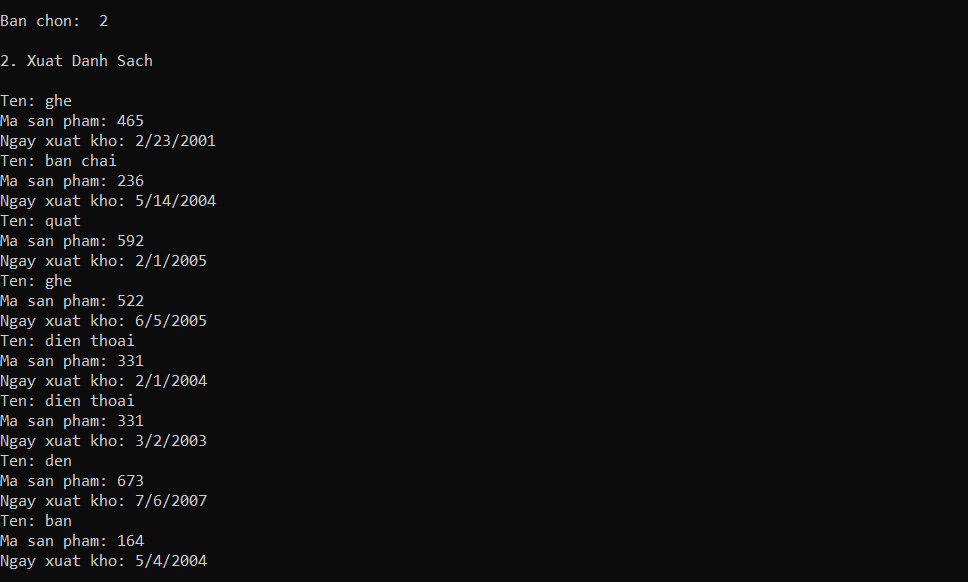 Ban chon:  2
2. Xuat Danh Sach
Ten: ghe
Ma san pham: 465
Ngay xuat kho: 2/23/2001
Ten: ban chai
Ma san pham: 236
Ngay xuat kho: 5/14/2004
Ten: quat
Ma san pham: 592
Ngay xuat kho: 2/1/2005
Ten: ghe
Ma san pham: 522
Ngay xuat kho: 6/5/2005
Ten: dien thoai
Ma san pham: 331
Ngay xuat kho: 2/1/2004
Ten: dien thoai
Ma san pham: 331
Ngay xuat kho: 3/2/2003
Ten: den
Ma san pham: 673
Ngay xuat kho: 7/6/2007
Ten: ban
Ma san pham: 164
Ngay xuat kho: 5/4/2004